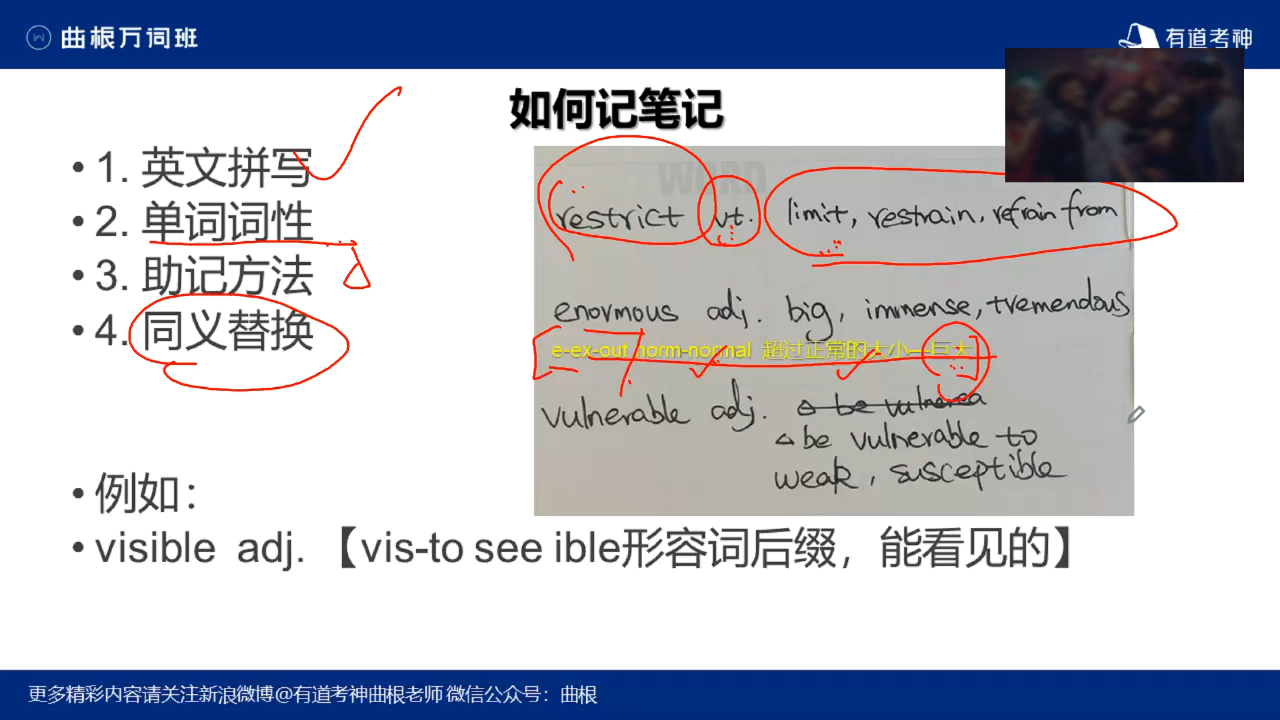 曲根万词班
有道考神
如何记笔记
• 1. 英文拼写
• 2. 单词词性
• 3. 助记方法
• 4. 同义替换
WORD
restrict vt. limit, restrain, refrain from
enormous adj. big, immense, tremendous
e-ex-out norm-normal 超过正常的大小—巨大
vulnerable adj. be vulnerea
be vulnerable to
weak, susceptible
• 例如：
• visible adj. 【vis-to see ible形容词后缀，能看见的】
更多精彩内容请关注新浪微博@有道考神曲根老师 微信公众号：曲根